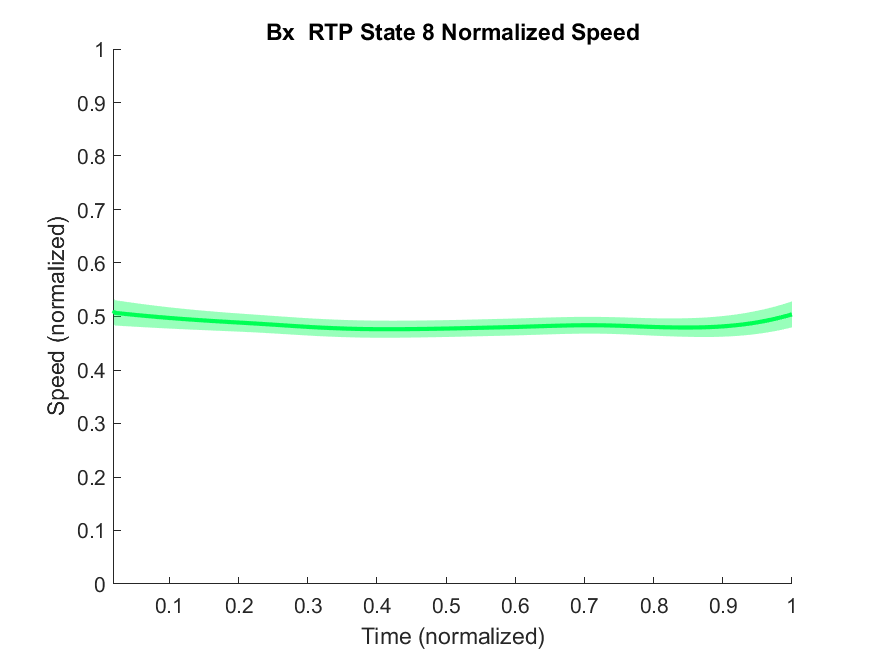 Bx  RTP State 8 Normalized Speed
1
0.9
0.8
0.7
0.6
0.5
0.4
0.3
0.2
0.1
0
Speed (normalized)
0.1 0.2 0.3 0.4 0.5 0.6 0.7 0.8 0.9 1
Time (normalized)